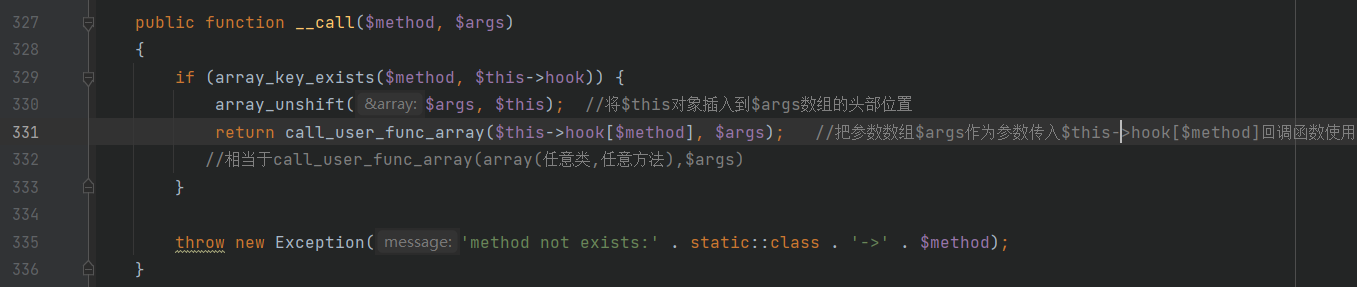 327 public function __call($method, $args)
328 {
329 if (array_key_exists($method, $this->hook)) {
330 array_unshift( &array: $args, $this); //将$this对象插入到$args数组的头部位置
331 return call_user_func_array($this->hook[$method], $args); //把参数数组$args作为参数传入$this->hook[$method]回调函数使用
332 //相当于call_user_func_array(array(任意类,任意方法),$args)
333 }
334
335 throw new Exception( message: 'method not exists:' . static::class . '->' . $method);
336 }